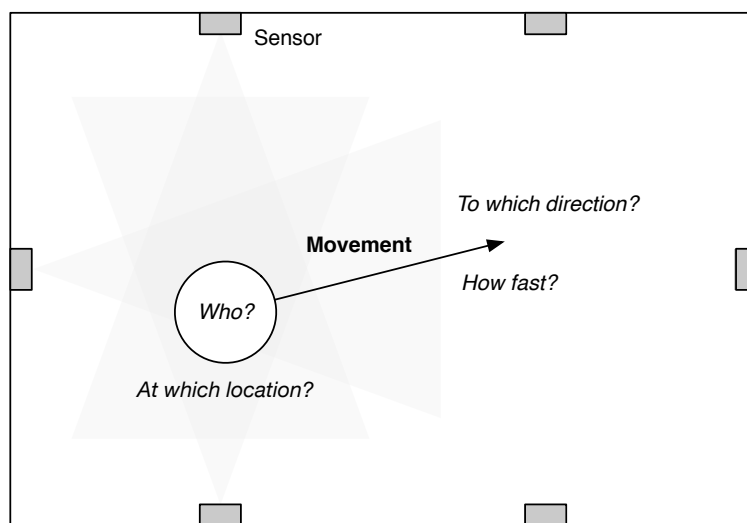 Sensor
To which direction?
Movement
How fast?
Who?
At which location?